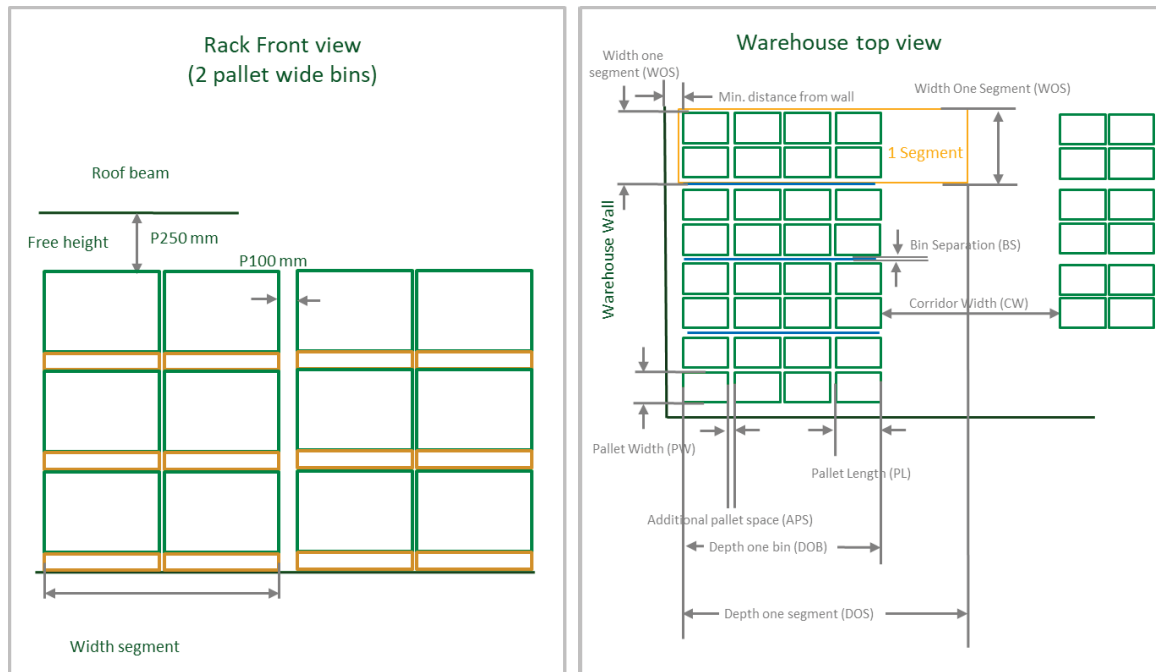 Rack Front view
(2 pallet wide bins)
Roof beam
Free height
P250 mm
P100 mm
Width segment
Warehouse top view
Width one
segment (WOS)
Min. distance from wall
Width One Segment (WOS)
1 Segment
Warehouse Wall
Bin Separation (BS)
Corridor Width (CW)
Pallet Width (PW)
Pallet Length (PL)
Additional pallet space (APS)
Depth one bin (DOB)
Depth one segment (DOS)